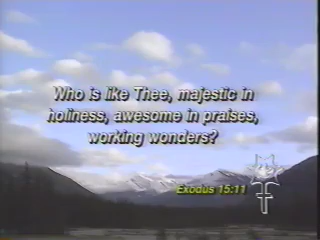 Who is like Thee, majestic in
holiness, awesome in praises,
working wonders?
Exodus 15:11